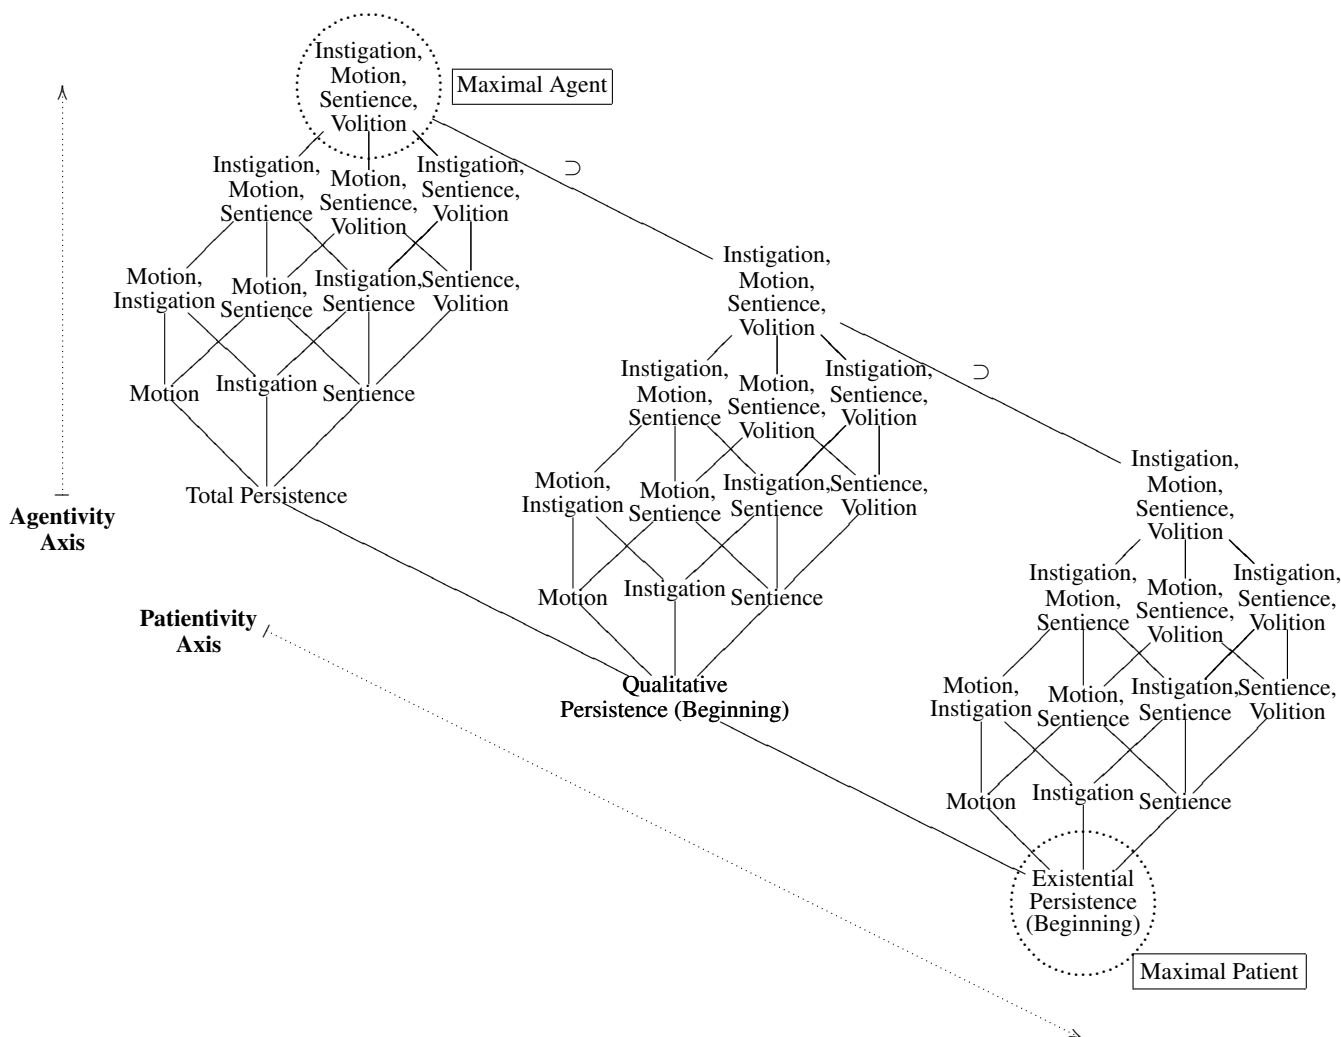 Instigation,
Motion,
Sentience,
Volition
Maximal Agent
Instigation,
Motion,
Sentience
Motion,
Sentience,
Volition
Instigation,
Sentience,
Volition
⊃
Motion,
Instigation
Motion,
Sentience
Instigation,
Sentience
Sentience,
Volition
Motion
Instigation
Sentience
Total Persistence
Agentivity
Axis
Instigation,
Motion,
Sentience,
Volition
Instigation,
Motion,
Sentience
Motion,
Sentience,
Volition
Instigation,
Sentience,
Volition
⊃
Motion,
Instigation
Motion,
Sentience
Instigation,
Sentience
Sentience,
Volition
Motion
Instigation
Sentience
Qualitative
Persistence (Beginning)
Patientivity
Axis
Instigation,
Motion,
Sentience,
Volition
Instigation,
Motion,
Sentience
Motion,
Sentience,
Volition
Instigation,
Sentience,
Volition
Motion,
Instigation
Motion,
Sentience
Instigation,
Sentience
Sentience,
Volition
Motion
Instigation
Sentience
Existential
Persistence
(Beginning)
Maximal Patient